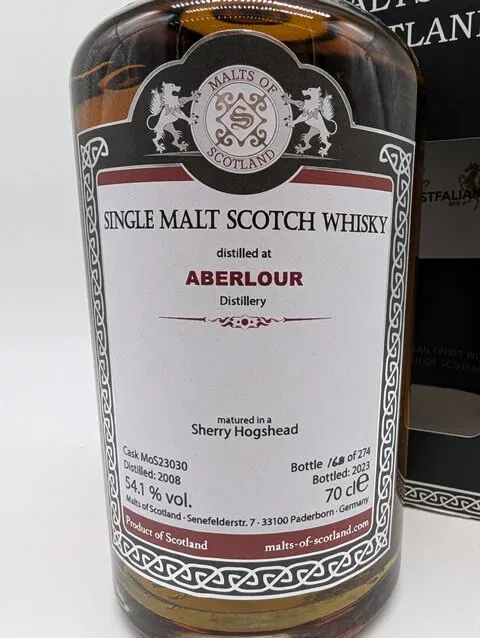 MALTS OF
SCOTLAND
S
SINGLE MALT SCOTCH WHISKY
distilled at
ABERLOUR
Distillery
matured in a
Sherry Hogshead
Cask MoS23030
Distilled: 2008
54.1 % vol.
Bottle 168 of 274
Bottled: 2023
70 cl℮
Malts of Scotland · Senefelderstr. 7 · 33100 Paderborn · Germany
Product of Scotland
malts-of-scotland.com